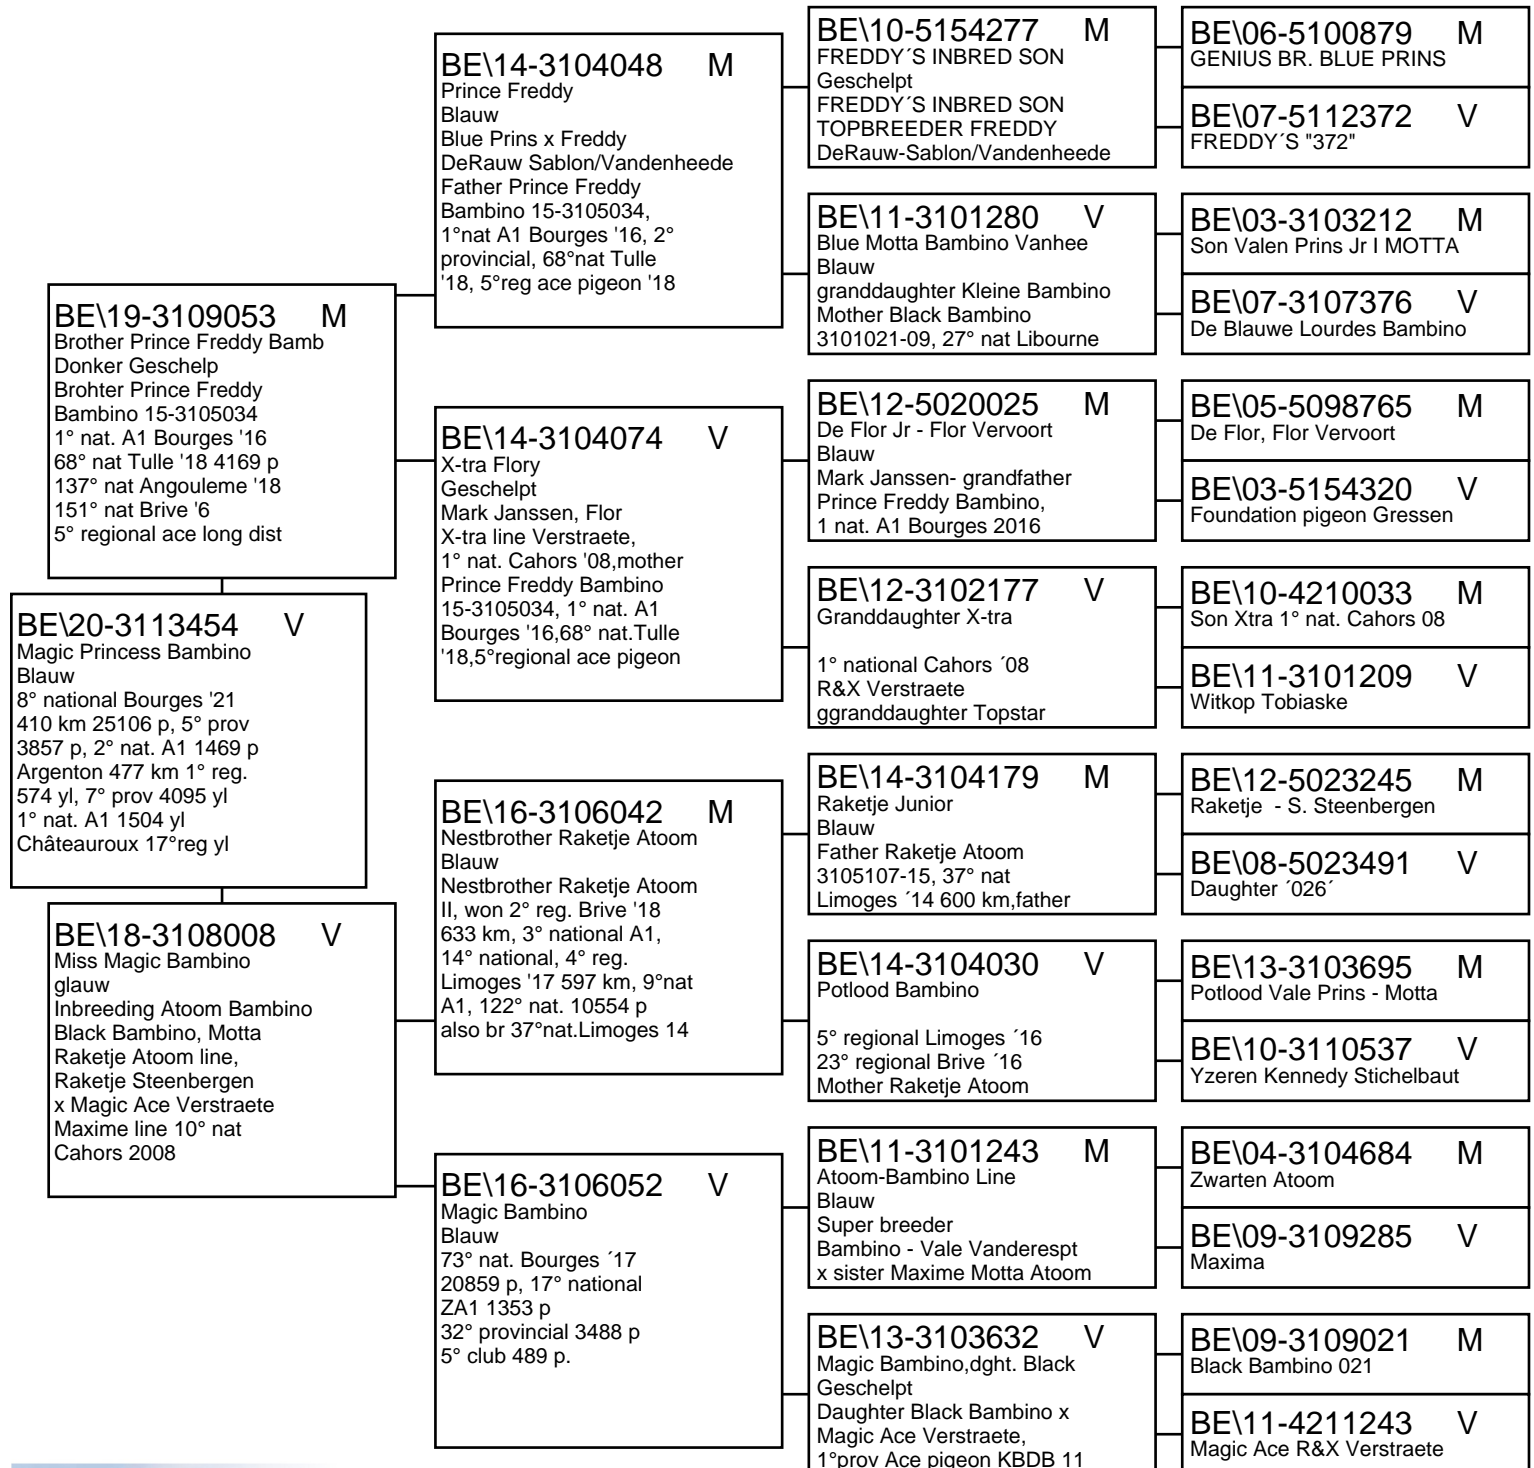 BE\20-3113454 V
Magic Princess Bambino
Blauw
8° national Bourges '21
410 km 25106 p, 5° prov
3857 p, 2° nat. A1 1469 p
Argenton 477 km 1° reg.
574 yl, 7° prov 4095 yl
1° nat. A1 1504 yl
Châteauroux 17°reg yl
BE\19-3109053 M
Brother Prince Freddy Bamb
Donker Geschelp
Brohter Prince Freddy
Bambino 15-3105034
1° nat. A1 Bourges '16
68° nat Tulle '18 4169 p
137° nat Angouleme '18
151° nat Brive '6
5° regional ace long dist
BE\18-3108008 V
Miss Magic Bambino
glauw
Inbreeding Atoom Bambino
Black Bambino, Motta
Raketje Atoom line,
Raketje Steenbergen
x Magic Ace Verstraete
Maxime line 10° nat
Cahors 2008
BE\14-3104048 M
Prince Freddy
Blauw
Blue Prins x Freddy
DeRauw Sablon/Vandenheede
Father Prince Freddy
Bambino 15-3105034,
1°nat A1 Bourges '16, 2°
provincial, 68°nat Tulle
'18, 5°reg ace pigeon '18
BE\14-3104074 V
X-tra Flory
Geschelpt
Mark Janssen, Flor
X-tra line Verstraete,
1° nat. Cahors '08,mother
Prince Freddy Bambino
15-3105034, 1° nat. A1
Bourges '16,68° nat.Tulle
'18,5°regional ace pigeon
BE\16-3106042 M
Nestbrother Raketje Atoom
Blauw
Nestbrother Raketje Atoom
II, won 2° reg. Brive '18
633 km, 3° national A1,
14° national, 4° reg.
Limoges '17 597 km, 9°nat
A1, 122° nat. 10554 p
also br 37°nat.Limoges 14
BE\16-3106052 V
Magic Bambino
Blauw
73° nat. Bourges ´17
20859 p, 17° national
ZA1 1353 p
32° provincial 3488 p
5° club 489 p.
BE\10-5154277 M
FREDDY´S INBRED SON
Geschelpt
FREDDY´S INBRED SON
TOPBREEDER FREDDY
DeRauw-Sablon/Vandenheede
BE\11-3101280 V
Blue Motta Bambino Vanhee
Blauw
granddaughter Kleine Bambino
Mother Black Bambino
3101021-09, 27° nat Libourne
BE\12-5020025 M
De Flor Jr - Flor Vervoort
Blauw
Mark Janssen- grandfather
Prince Freddy Bambino,
1 nat. A1 Bourges 2016
BE\12-3102177 V
Granddaughter X-tra
1° national Cahors ´08
R&X Verstraete
ggranddaughter Topstar
BE\14-3104179 M
Raketje Junior
Blauw
Father Raketje Atoom
3105107-15, 37° nat
Limoges ´14 600 km,father
BE\14-3104030 V
Potlood Bambino
5° regional Limoges ´16
23° regional Brive ´16
Mother Raketje Atoom
BE\11-3101243 M
Atoom-Bambino Line
Blauw
Super breeder
Bambino - Vale Vanderespt
x sister Maxime Motta Atoom
BE\13-3103632 V
Magic Bambino,dght. Black
Geschelpt
Daughter Black Bambino x
Magic Ace Verstraete,
1°prov Ace pigeon KBDB 11
BE\06-5100879 M
GENIUS BR. BLUE PRINS
BE\07-5112372 V
FREDDY´S "372"
BE\03-3103212 M
Son Valen Prins Jr I MOTTA
BE\07-3107376 V
De Blauwe Lourdes Bambino
BE\05-5098765 M
De Flor, Flor Vervoort
BE\03-5154320 V
Foundation pigeon Gressen
BE\10-4210033 M
Son Xtra 1° nat. Cahors 08
BE\11-3101209 V
Witkop Tobiaske
BE\12-5023245 M
Raketje - S. Steenbergen
BE\08-5023491 V
Daughter ´026´
BE\13-3103695 M
Potlood Vale Prins - Motta
BE\10-3110537 V
Yzeren Kennedy Stichelbaut
BE\04-3104684 M
Zwarten Atoom
BE\09-3109285 V
Maxima
BE\09-3109021 M
Black Bambino 021
BE\11-4211243 V
Magic Ace R&X Verstraete